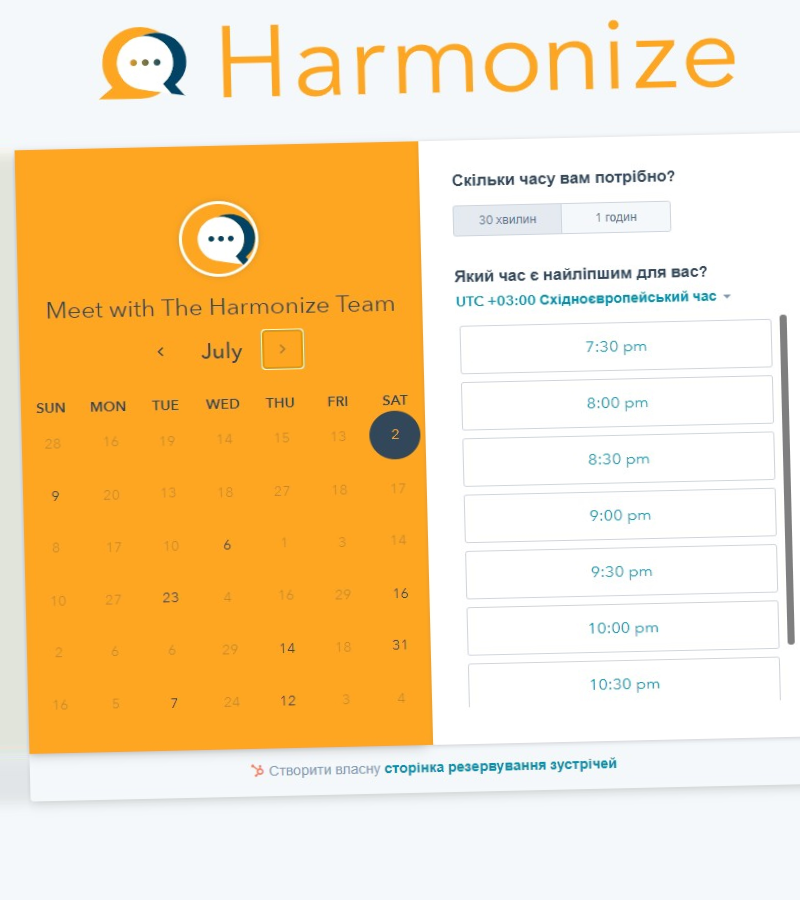 Harmonize
Meet with The Harmonize Team
July
SUN MON TUE WED THU FRI SAT
28 16 19 14 15 13 2
9 20 13 18 27 18 17
8 17 10 6 1 3 14
10 27 23 4 16 29 16
2 6 6 29 14 18 31
16 5 7 24 12 3 4
Скільки часу вам потрібно?
30 хвилин 1 годин
Який час є найліпшим для вас?
UTC +03:00 Східноєвропейський час
7:30 pm
8:00 pm
8:30 pm
9:00 pm
9:30 pm
10:00 pm
10:30 pm
Створити власну сторінка резервування зустрічей